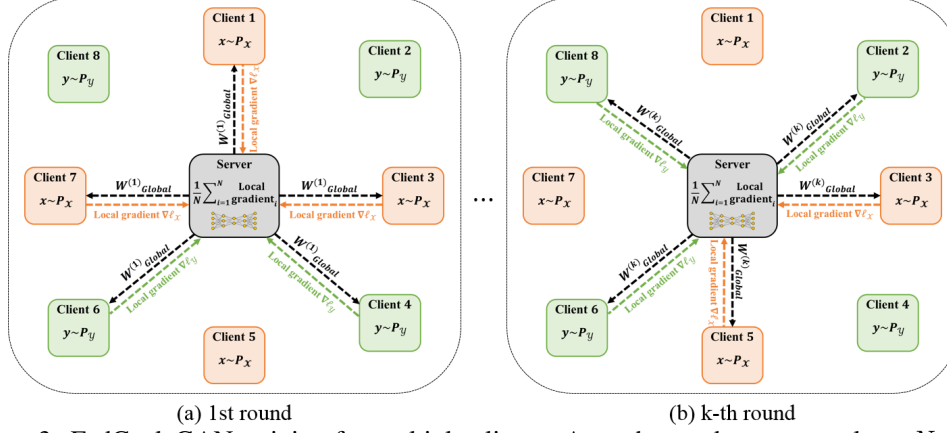 Client 1
x~P_X
Client 8
y~P_y
Client 2
y~P_y
W^(1)_Global
Local gradient ∇ℓ_X
Server
1/N ∑_{i=1}^N Local gradient_i
Client 7
x~P_X
W^(1)_Global
Local gradient ∇ℓ_X
W^(1)_Global
Local gradient ∇ℓ_X
Client 3
x~P_X
W^(1)_Global
Local gradient ∇ℓ_y
W^(1)_Global
Local gradient ∇ℓ_y
Client 6
y~P_y
Client 5
x~P_X
Client 4
y~P_y
(a) 1st round
...
Client 1
x~P_X
Client 8
y~P_y
Client 2
y~P_y
W^(k)_Global
Local gradient ∇ℓ_y
W^(k)_Global
Local gradient ∇ℓ_y
Server
1/N ∑_{i=1}^N Local gradient_i
Client 7
x~P_X
W^(k)_Global
Local gradient ∇ℓ_X
Client 3
x~P_X
W^(k)_Global
Local gradient ∇ℓ_y
Local gradient ∇ℓ_X
W^(k)_Global
Client 6
y~P_y
Client 5
x~P_X
Client 4
y~P_y
(b) k-th round